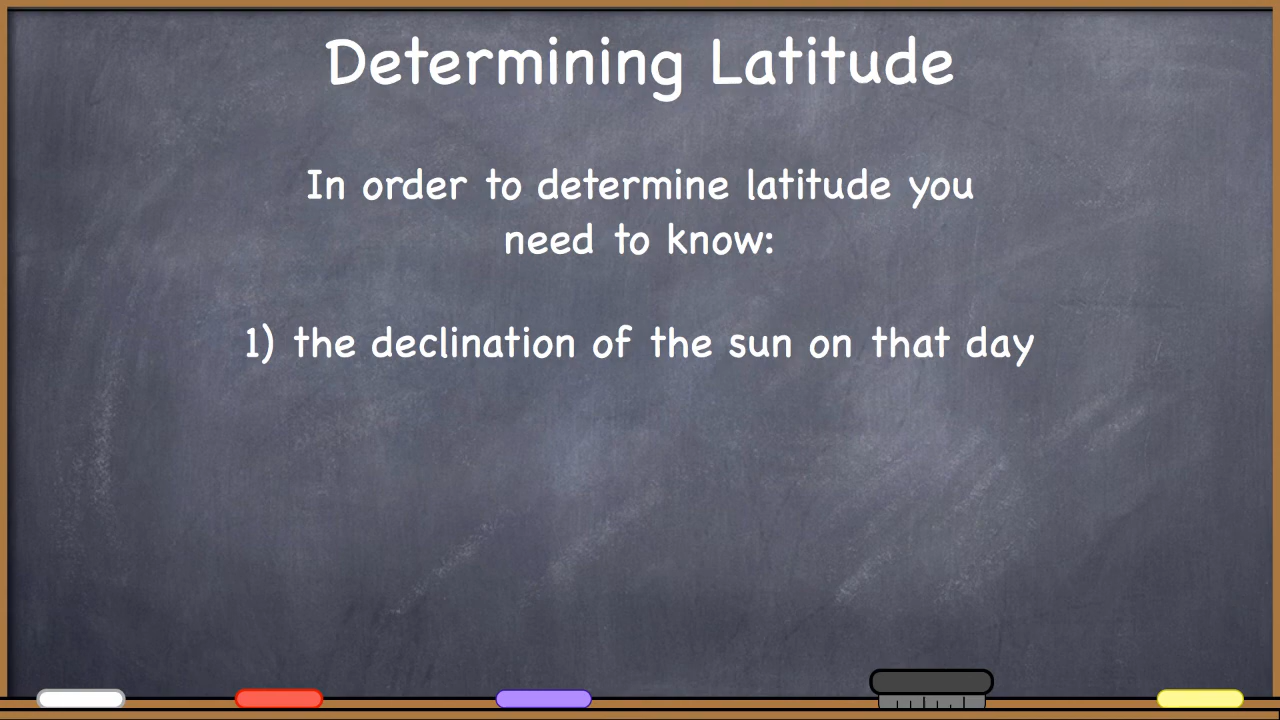 Determining Latitude
In order to determine latitude you
need to know:
1) the declination of the sun on that day